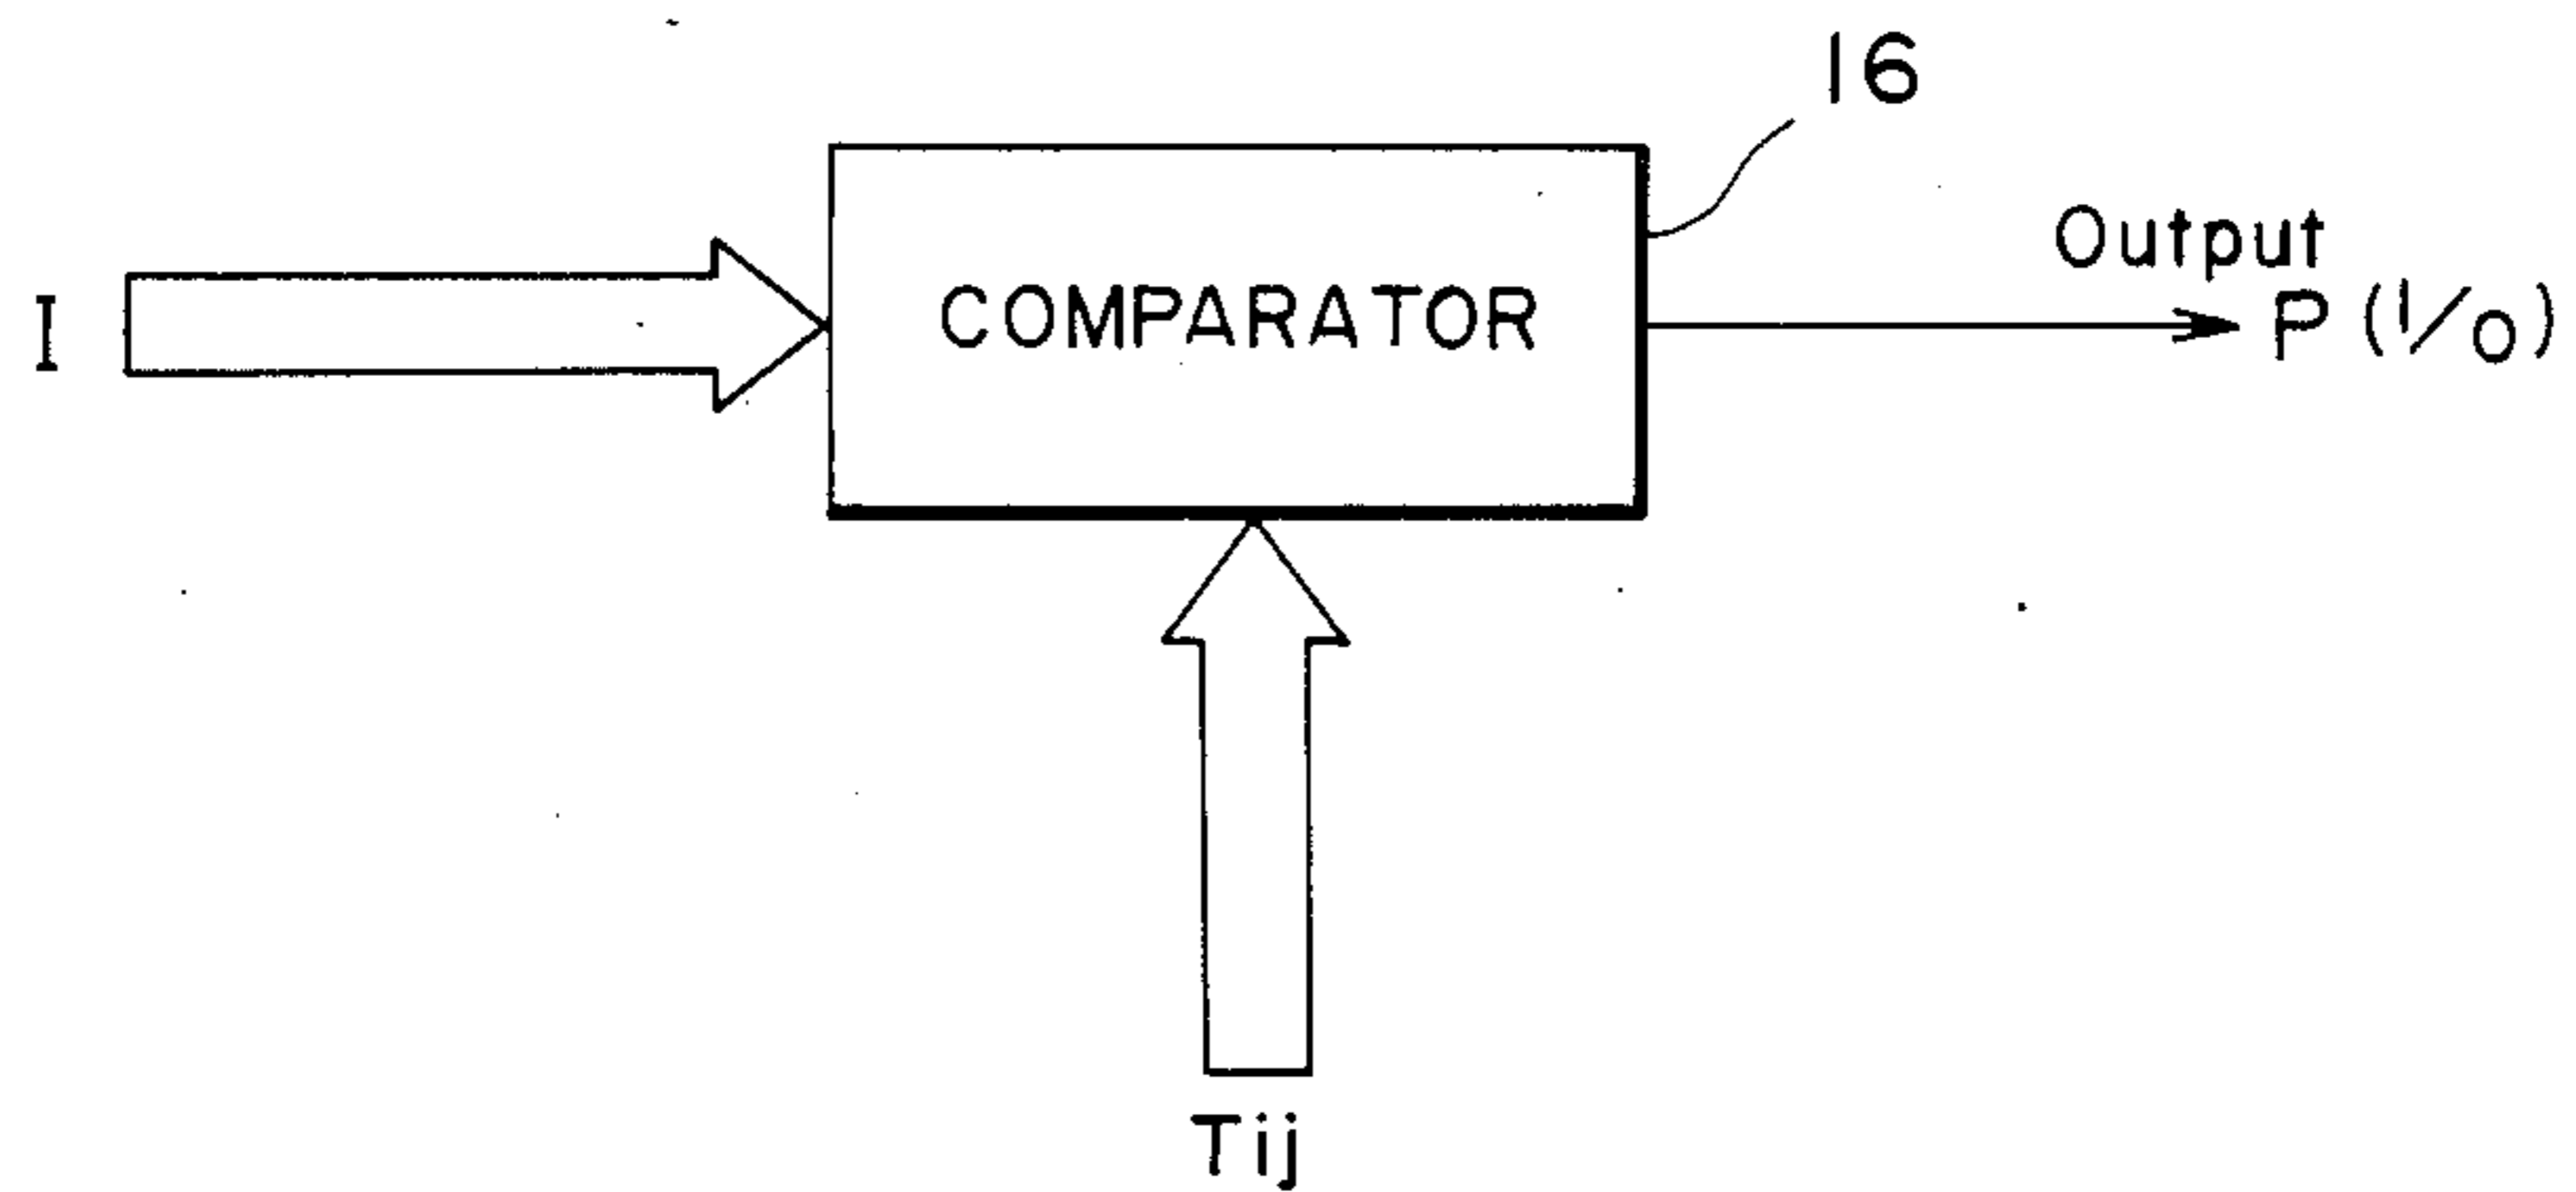 16
Output
I
COMPARATOR
P (1/0)
Tij